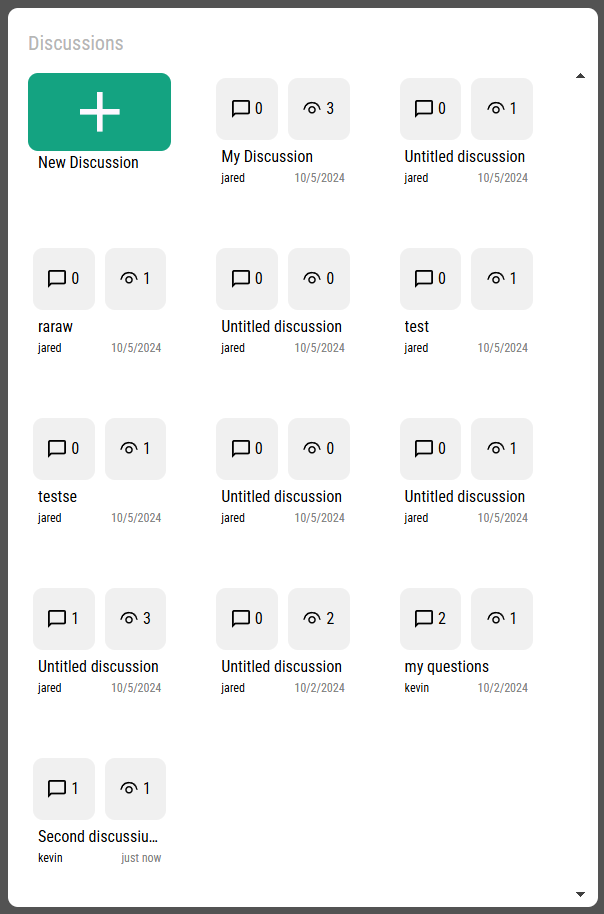 Discussions
New Discussion
0 3
My Discussion
jared 10/5/2024
0 1
Untitled discussion
jared 10/5/2024
0 1
raraw
jared 10/5/2024
0 0
Untitled discussion
jared 10/5/2024
0 1
test
jared 10/5/2024
0 1
testse
jared 10/5/2024
0 0
Untitled discussion
jared 10/5/2024
0 1
Untitled discussion
jared 10/5/2024
1 3
Untitled discussion
jared 10/5/2024
0 2
Untitled discussion
jared 10/2/2024
2 1
my questions
kevin 10/2/2024
1 1
Second discussiu...
kevin just now